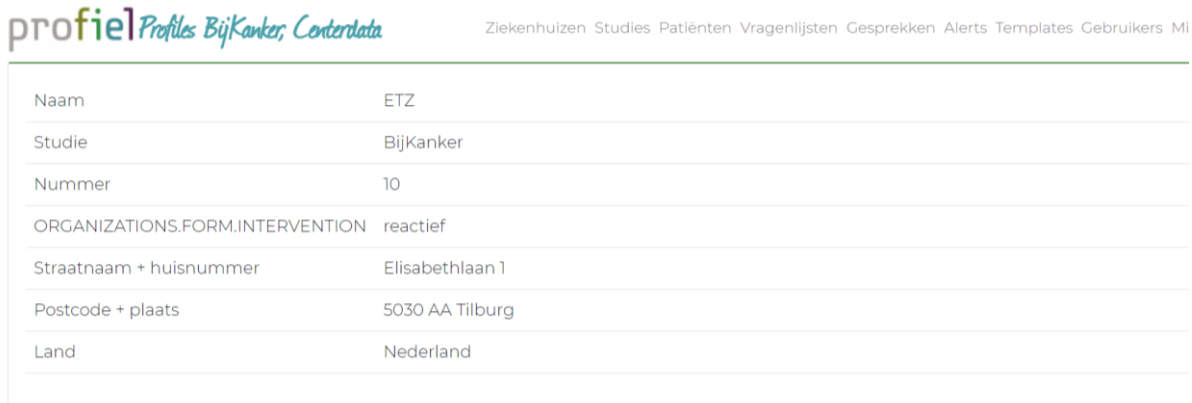 profiel Profiles BijKanker, Centerdata Ziekenhuizen Studies Patiënten Vragenlijsten Gesprekken Alerts Templates Gebruikers Mi
Naam ETZ
Studie BijKanker
Nummer 10
ORGANIZATIONS.FORM.INTERVENTION reactief
Straatnaam + huisnummer Elisabethlaan 1
Postcode + plaats 5030 AA Tilburg
Land Nederland